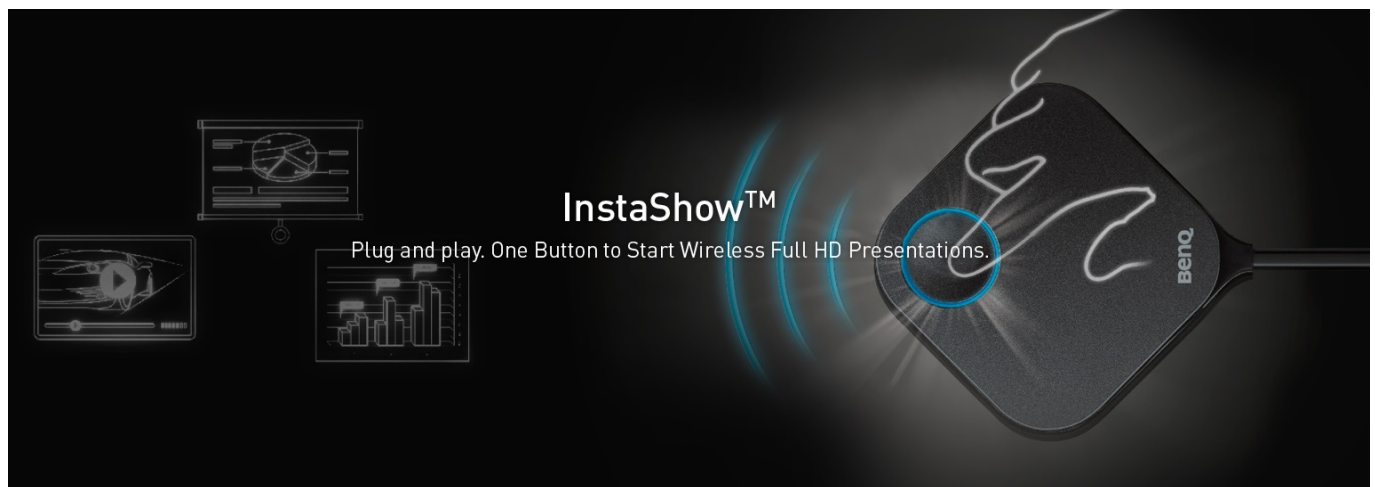 InstaShow™
Plug and play. One Button to Start Wireless Full HD Presentations.
BenQ